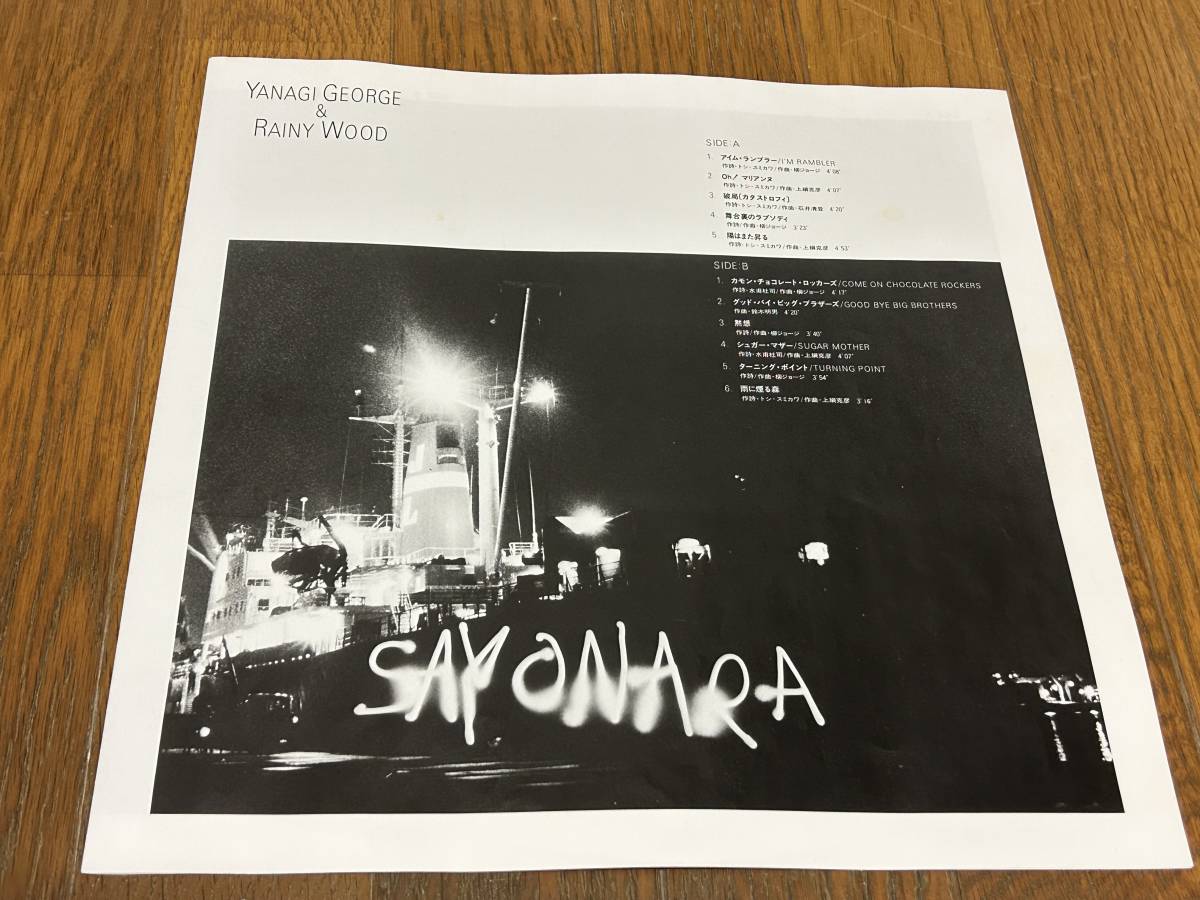 YANAGI GEORGE
&
RAINY WOOD
SIDE:A
1. アイム・ランブラー/I'M RAMBLER
作詩・トシ・スミカワ/作曲・柳ジョージ 4'08"
2. Oh! マリアンヌ
作詩・トシ・スミカワ/作曲・上綱克彦 4'07"
3. 破局(カタストロフィ)
作詩・トシ・スミカワ/作曲・石井清登 4'20"
4. 舞台裏のラプソディ
作詩/作曲・柳ジョージ 3'23"
5. 陽はまた昇る
作詩・トシ・スミカワ/作曲・上綱克彦 4'53"
SIDE:B
1. カモン・チョコレート・ロッカーズ/COME ON CHOCOLATE ROCKERS
作詩・水甫杜司/作曲・柳ジョージ 4'17"
2. グッド・バイ・ビッグ・ブラザーズ/GOOD BYE BIG BROTHERS
作曲・鈴木明男 4'20"
3. 黙想
作詩/作曲・柳ジョージ 3'40"
4. シュガー・マザー/SUGAR MOTHER
作詩・水甫杜司/作曲・上綱克彦 4'07"
5. ターニング・ポイント/TURNING POINT
作詩/作曲・柳ジョージ 3'54"
6. 雨に煙る森
作詩・トシ・スミカワ/作曲・上綱克彦 3'16"
SAYONARA